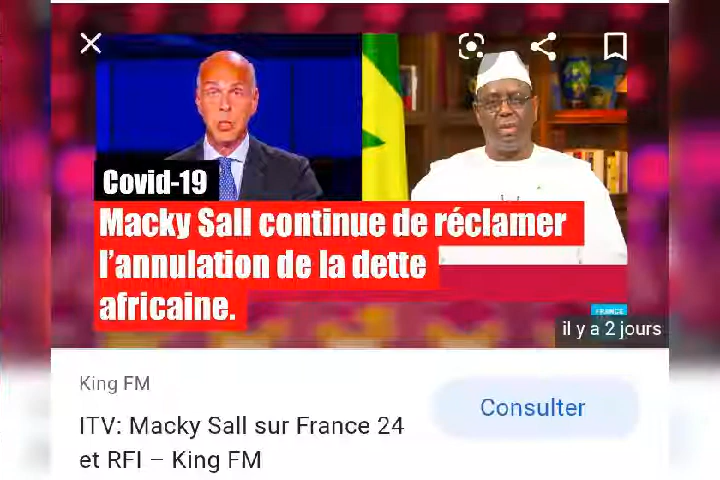 Covid-19
Macky Sall continue de réclamer
l'annulation de la dette
africaine.
FRANCE
il y a 2 jours
King FM
ITV: Macky Sall sur France 24
et RFI – King FM
Consulter